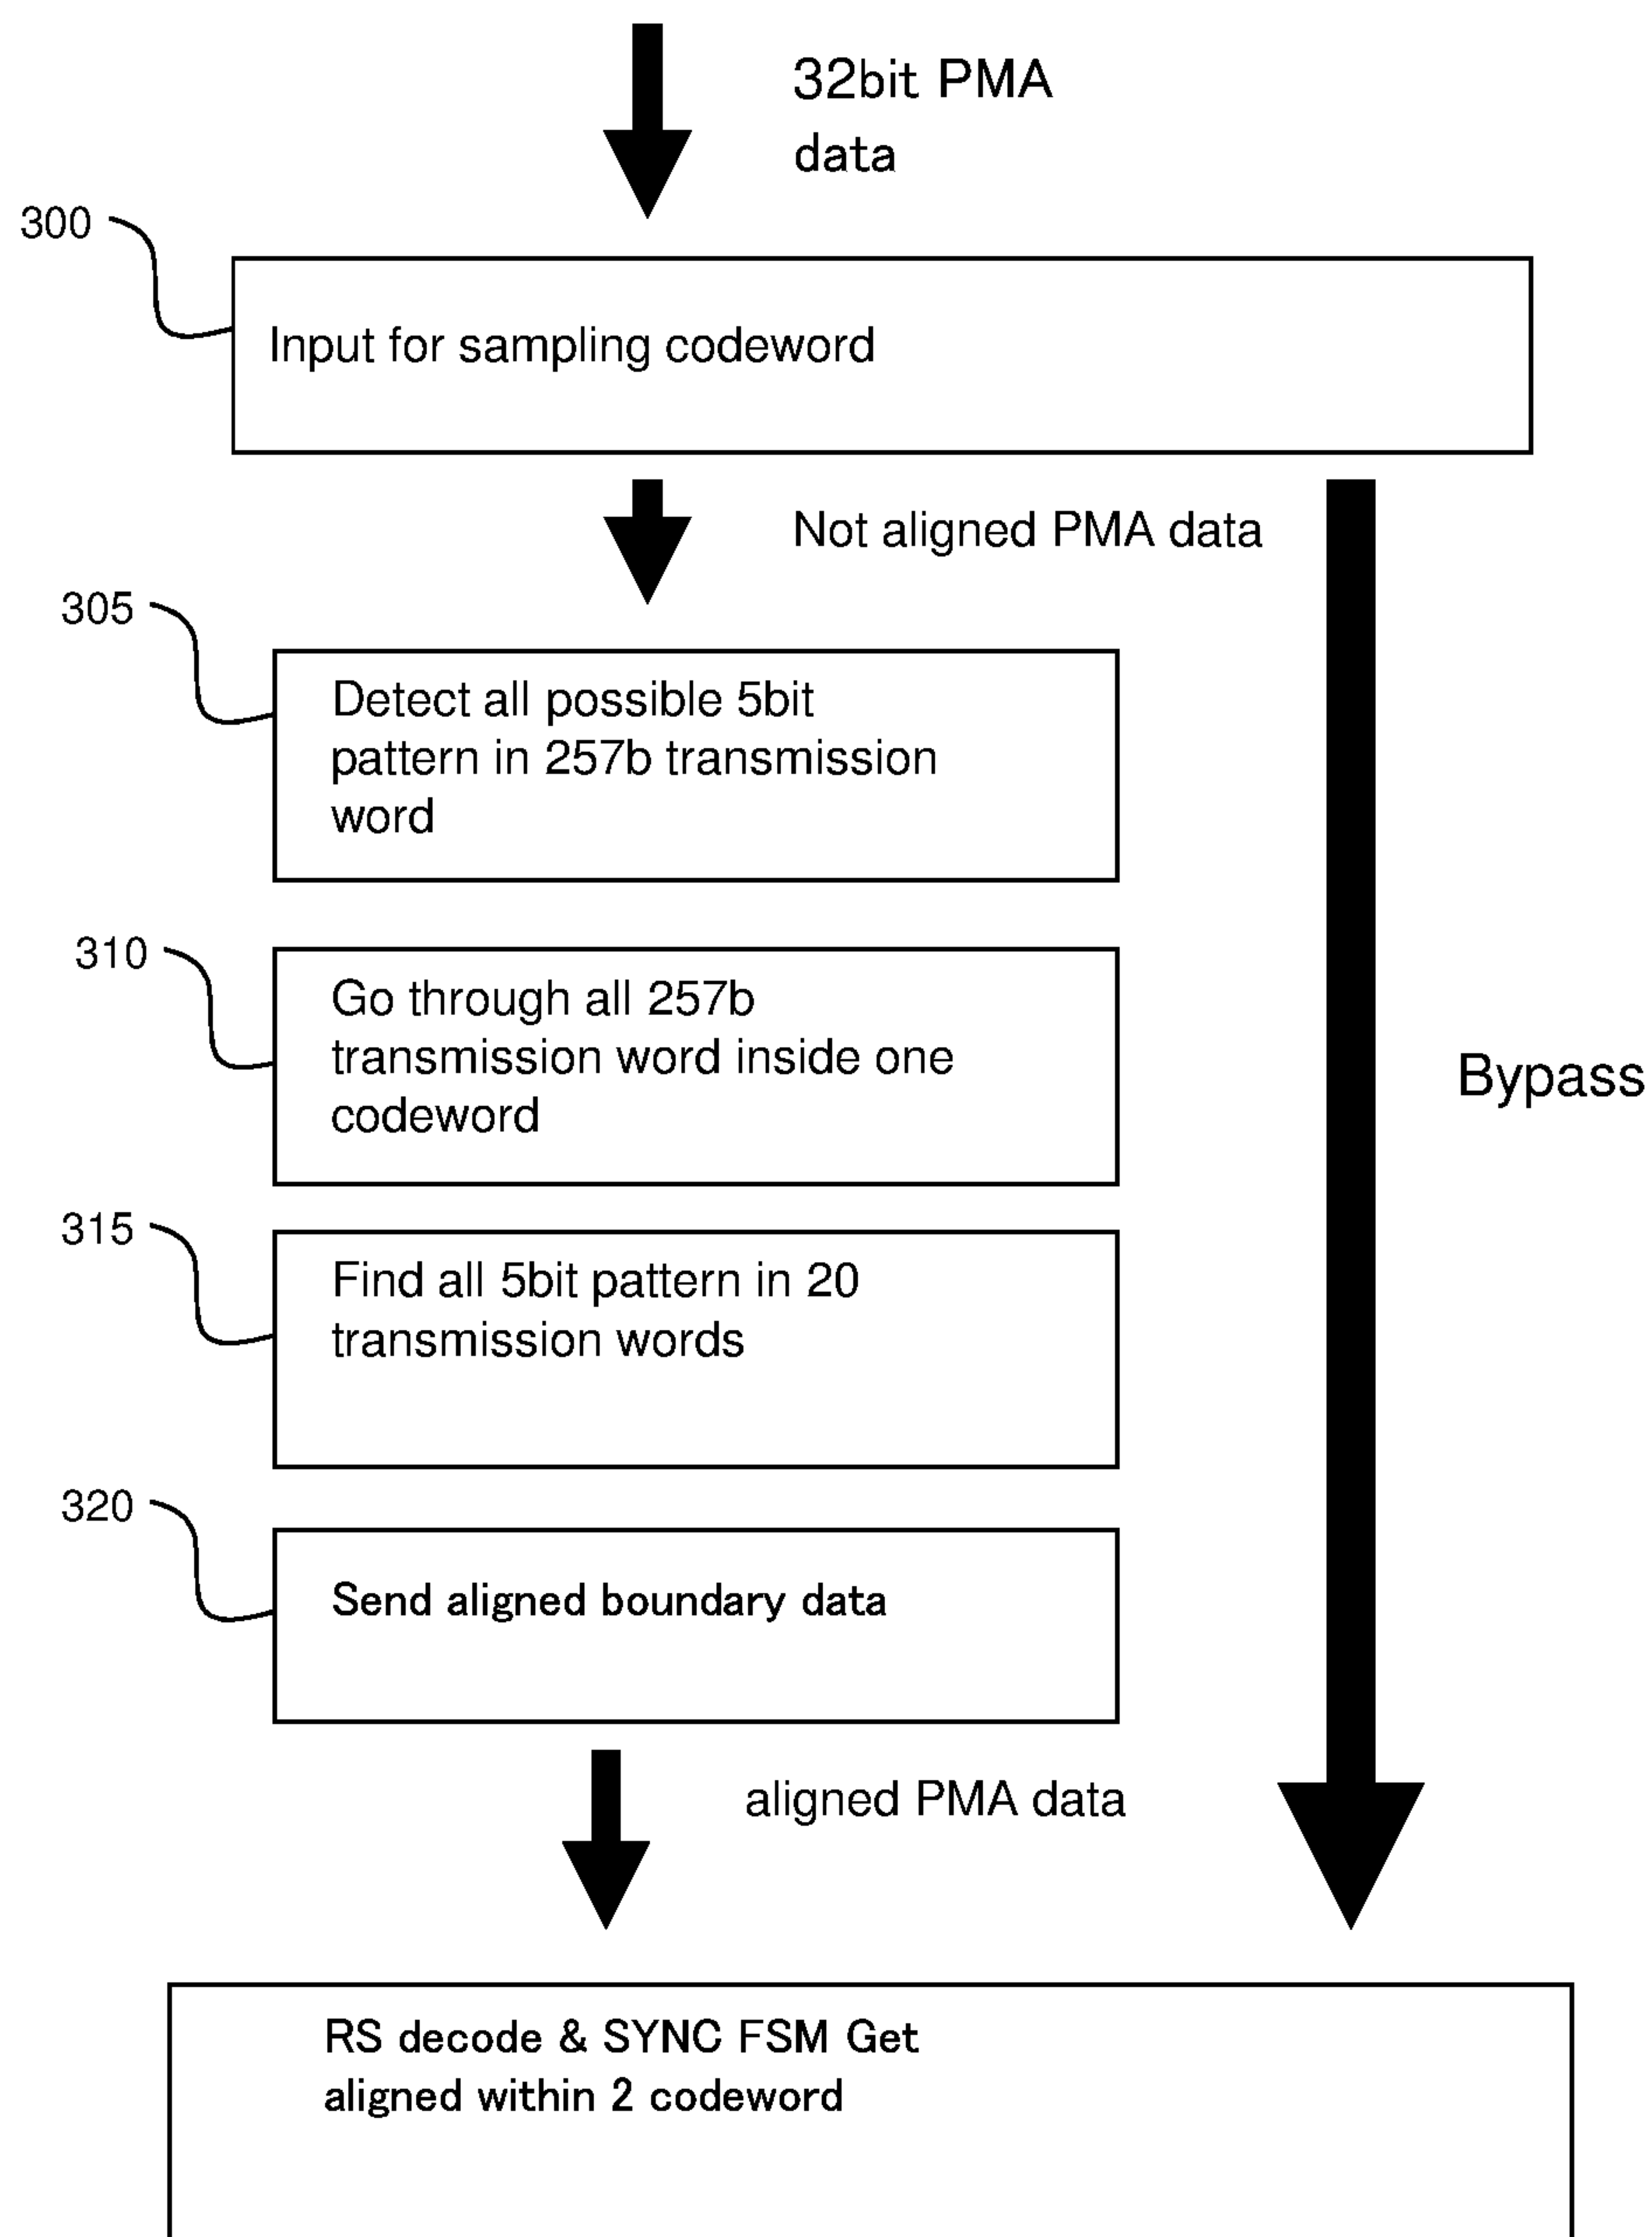 32bit PMA
data
300
Input for sampling codeword
Not aligned PMA data
305
Detect all possible 5bit
pattern in 257b transmission
word
310
Go through all 257b
transmission word inside one
codeword
Bypass
315
Find all 5bit pattern in 20
transmission words
320
Send aligned boundary data
aligned PMA data
RS decode & SYNC FSM Get
aligned within 2 codeword